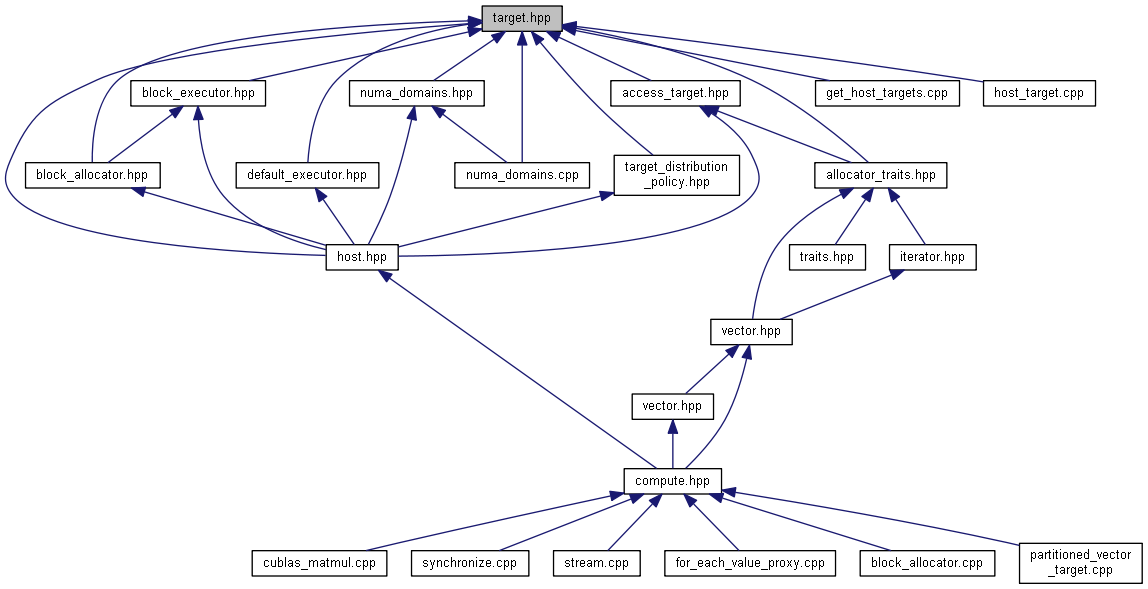 target.hpp
block_executor.hpp
numa_domains.hpp
access_target.hpp
get_host_targets.cpp
host_target.cpp
block_allocator.hpp
default_executor.hpp
numa_domains.cpp
target_distribution
_policy.hpp
allocator_traits.hpp
host.hpp
traits.hpp
iterator.hpp
vector.hpp
vector.hpp
compute.hpp
cublas_matmul.cpp
synchronize.cpp
stream.cpp
for_each_value_proxy.cpp
block_allocator.cpp
partitioned_vector
_target.cpp